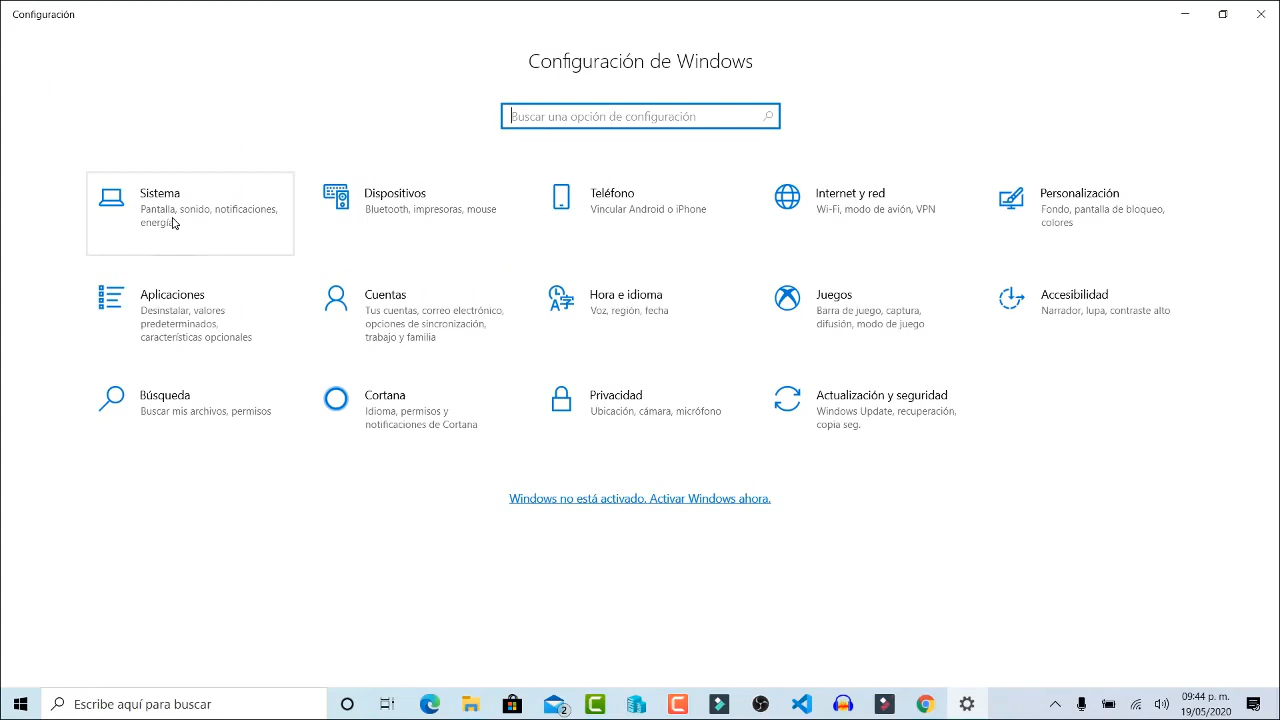 Configuración
Configuración de Windows
Buscar una opción de configuración
Sistema
Pantalla, sonido, notificaciones,
energía
Dispositivos
Bluetooth, impresoras, mouse
Teléfono
Vincular Android o iPhone
Internet y red
Wi-Fi, modo de avión, VPN
Personalización
Fondo, pantalla de bloqueo,
colores
Aplicaciones
Desinstalar, valores
predeterminados,
características opcionales
Cuentas
Tus cuentas, correo electrónico,
opciones de sincronización,
trabajo y familia
Hora e idioma
Voz, región, fecha
Juegos
Barra de juego, captura,
difusión, modo de juego
Accesibilidad
Narrador, lupa, contraste alto
Búsqueda
Buscar mis archivos, permisos
Cortana
Idioma, permisos y
notificaciones de Cortana
Privacidad
Ubicación, cámara, micrófono
Actualización y seguridad
Windows Update, recuperación,
copia seg.
Windows no está activado. Activar Windows ahora.
Escribe aquí para buscar
2
09:44 p. m.
19/05/2020